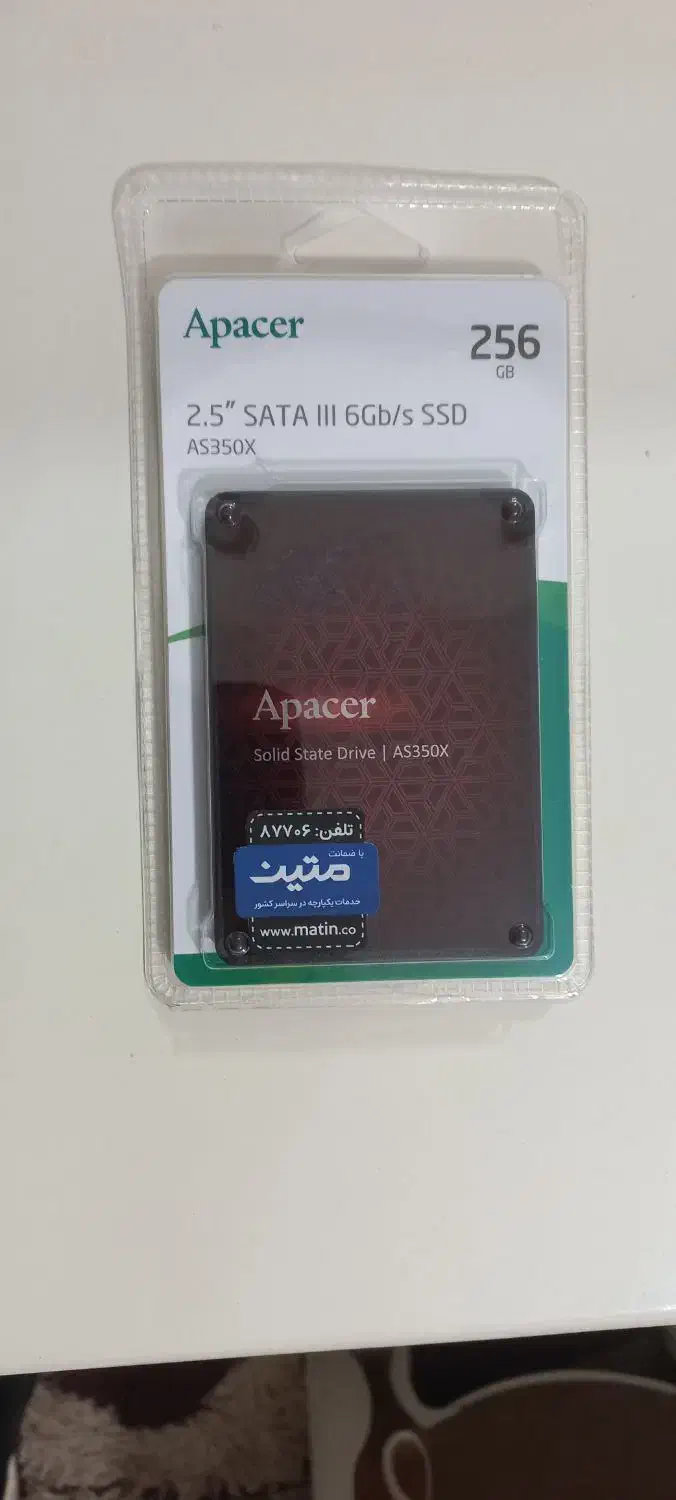 Apacer
256
GB
2.5” SATA III 6Gb/s SSD
AS350X
Apacer
Solid State Drive | AS350X
تلفن: ۸۷۷۰۶
با ضمانت
متین
خدمات یکپارچه در سراسر کشور
www.matin.co